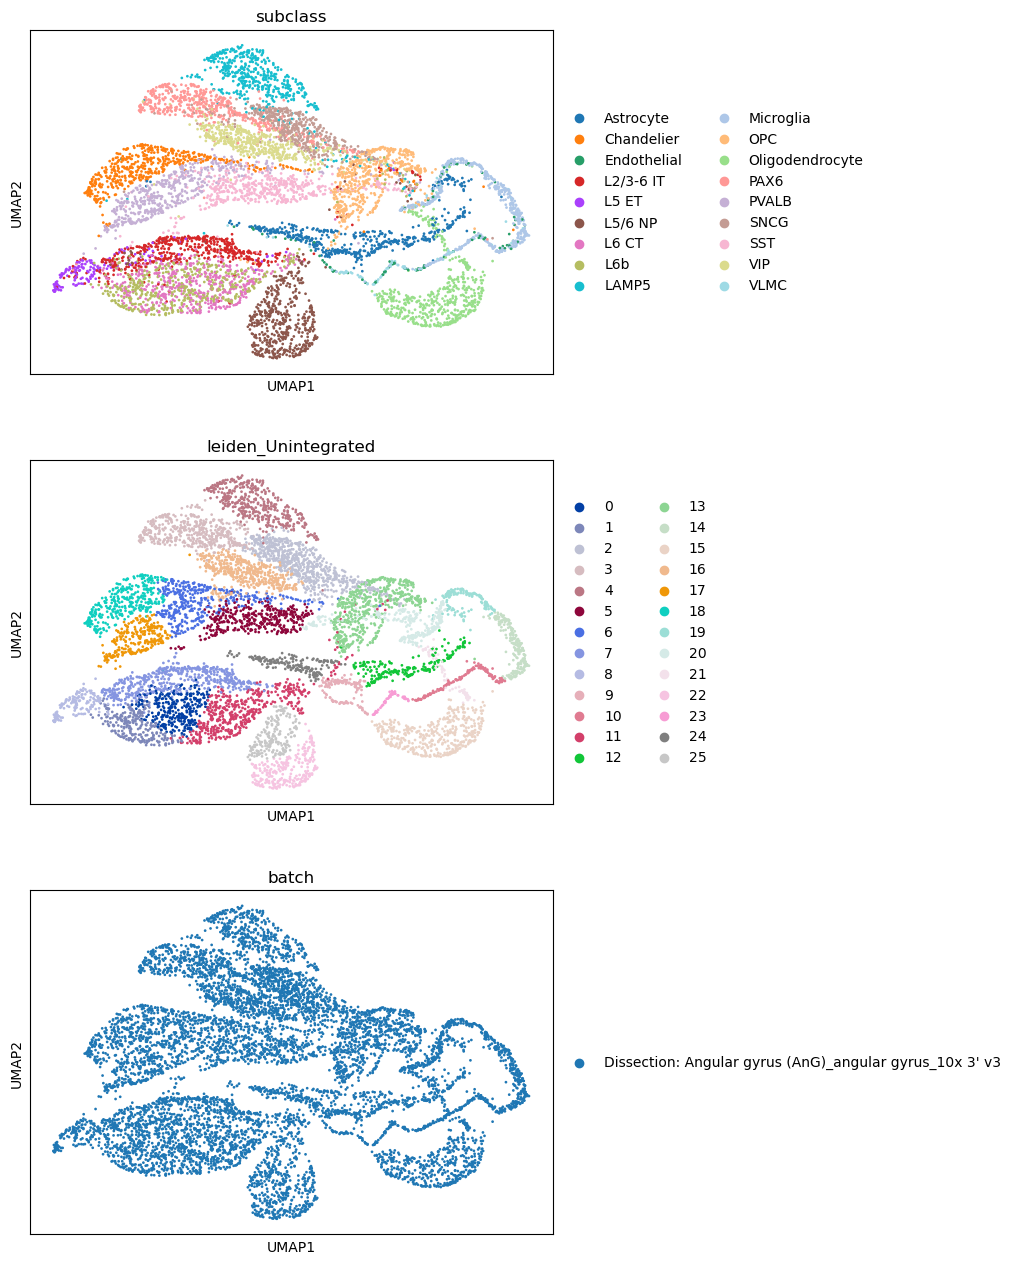 subclass
UMAP2
UMAP1
Astrocyte
Chandelier
Endothelial
L2/3-6 IT
L5 ET
L5/6 NP
L6 CT
L6b
LAMP5
Microglia
OPC
Oligodendrocyte
PAX6
PVALB
SNCG
SST
VIP
VLMC
leiden_Unintegrated
UMAP2
UMAP1
0
1
2
3
4
5
6
7
8
9
10
11
12
13
14
15
16
17
18
19
20
21
22
23
24
25
batch
UMAP2
UMAP1
Dissection: Angular gyrus (AnG)_angular gyrus_10x 3' v3